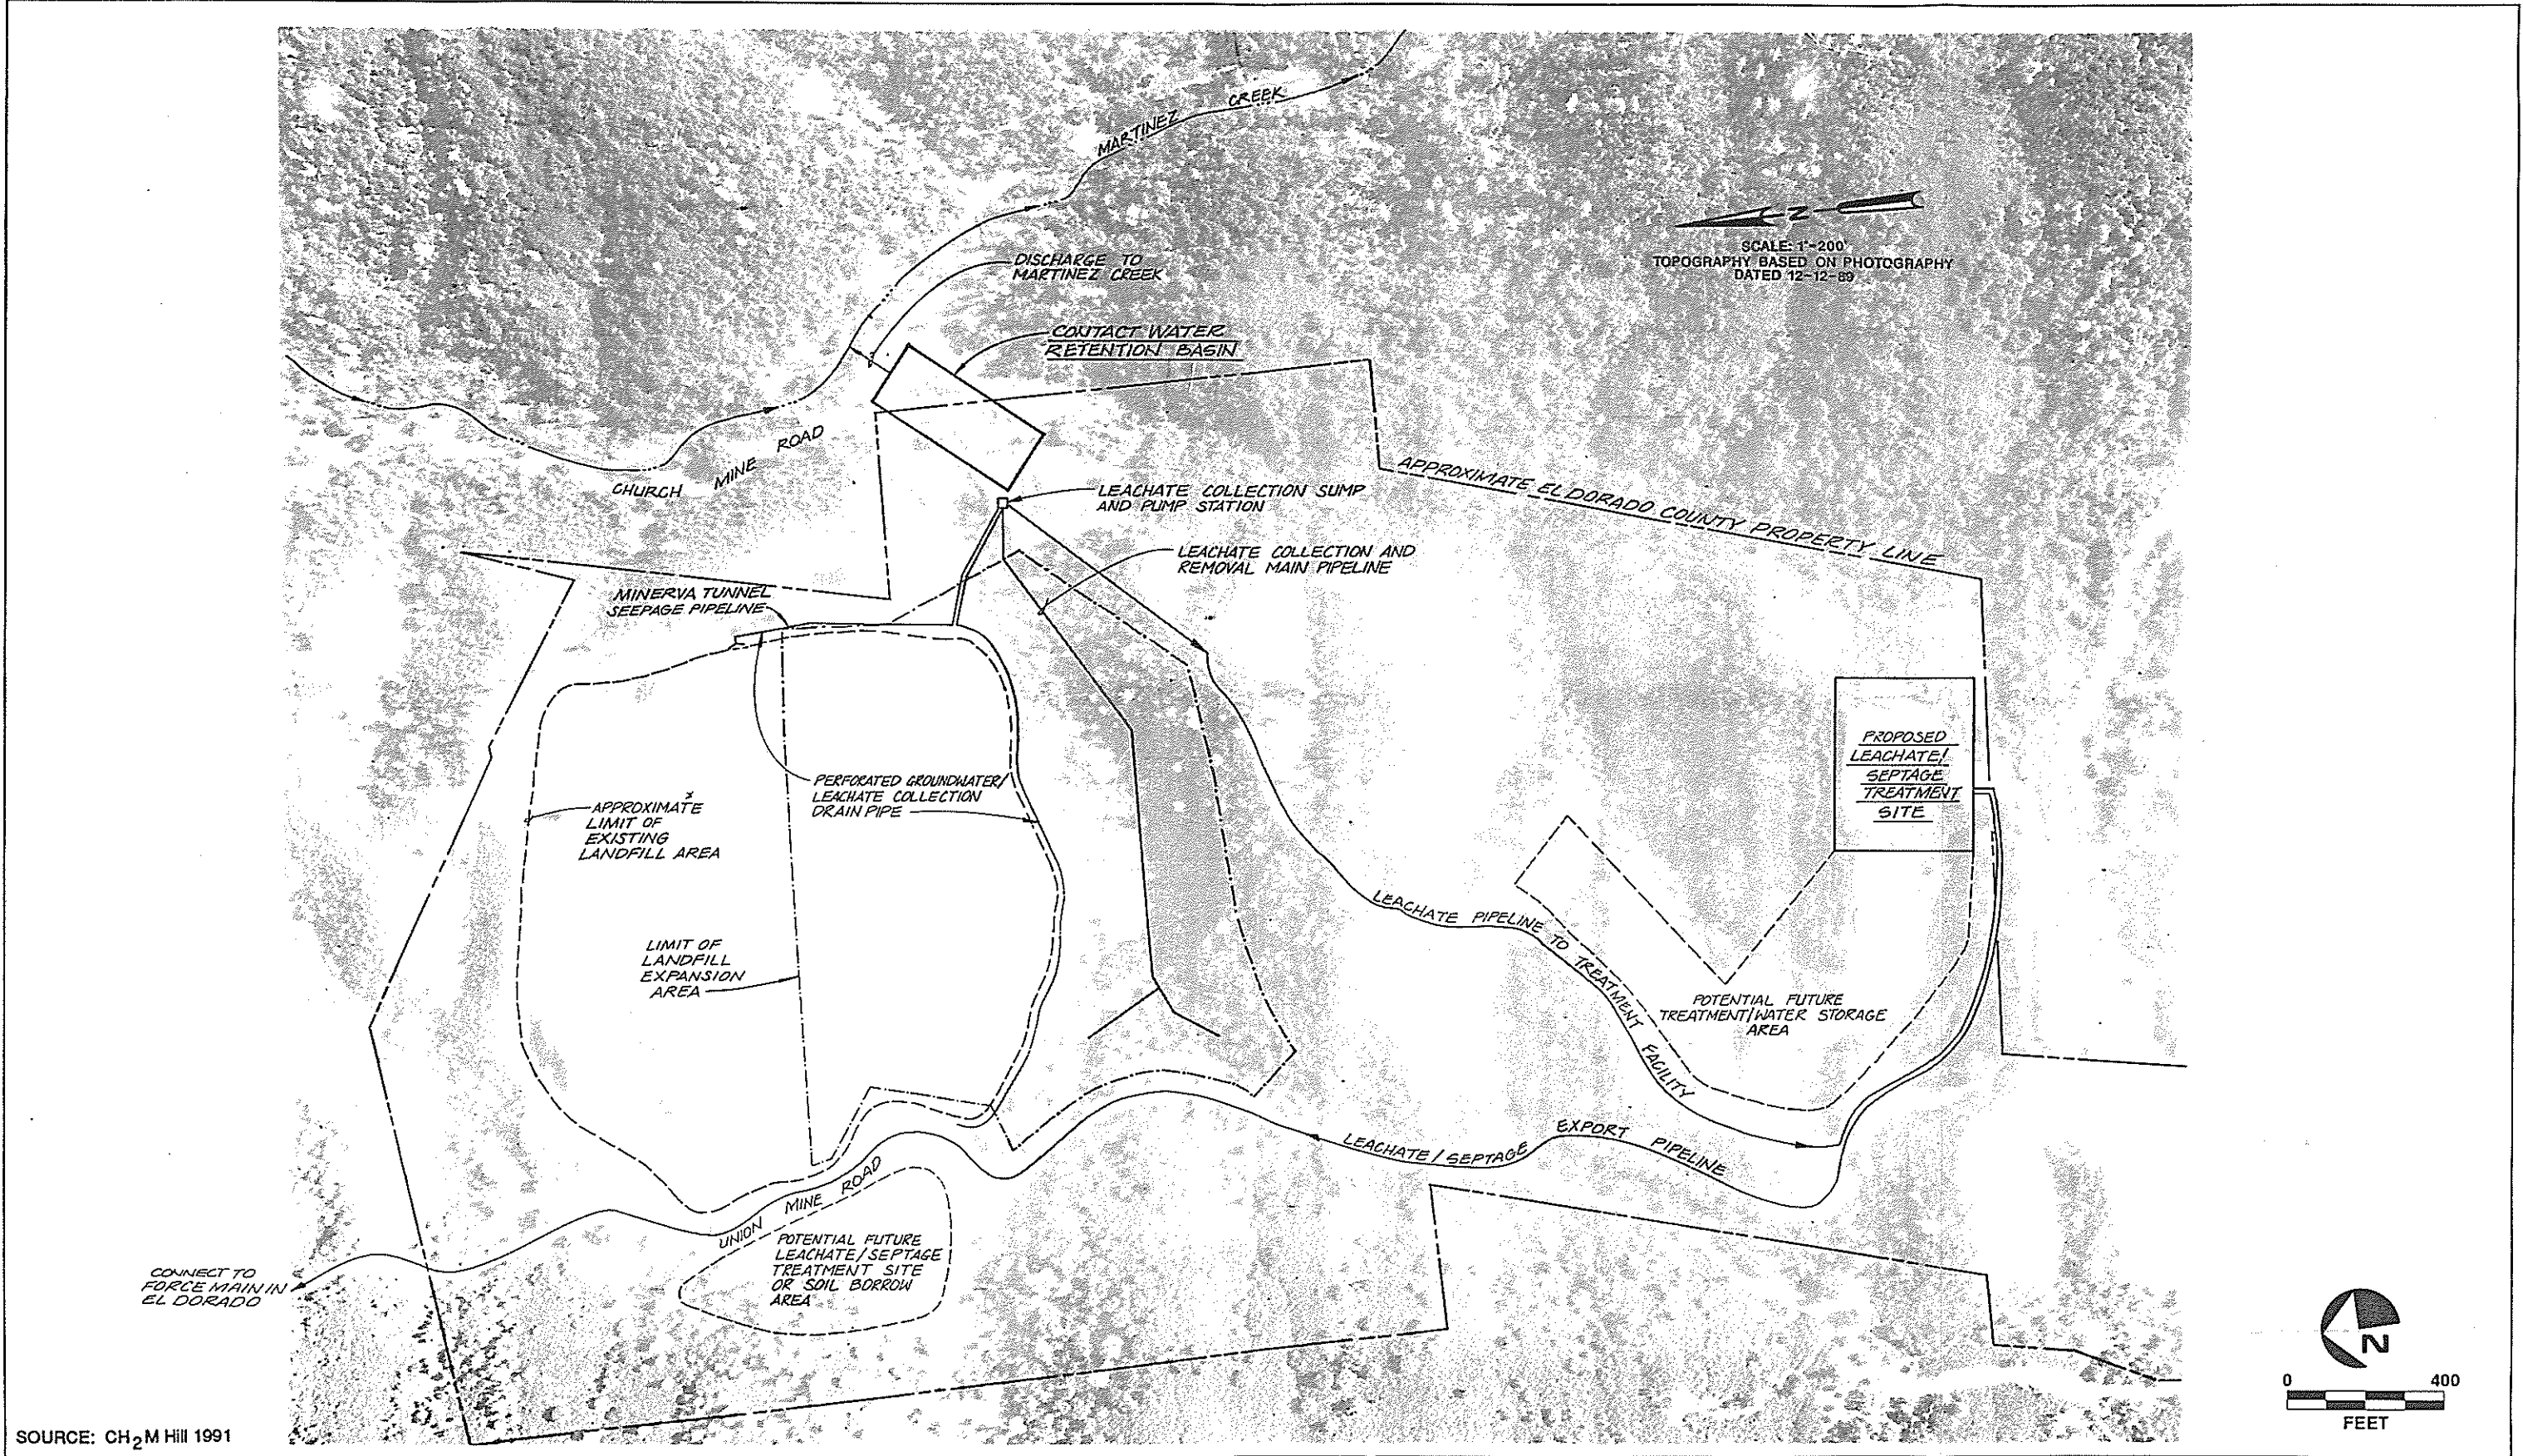 MARTINEZ CREEK
N
SCALE: 1"-200'
TOPOGRAPHY BASED ON PHOTOGRAPHY
DATED 12-12-89
DISCHARGE TO
MARTINEZ CREEK
CONTACT WATER
RETENTION BASIN
CHURCH MINE ROAD
APPROXIMATE EL DORADO COUNTY PROPERTY LINE
LEACHATE COLLECTION SUMP
AND PUMP STATION
LEACHATE COLLECTION AND
REMOVAL MAIN PIPELINE
MINERVA TUNNEL
SEEPAGE PIPELINE
PERFORATED GROUNDWATER/
LEACHATE COLLECTION
DRAIN PIPE
APPROXIMATE
LIMIT OF
EXISTING
LANDFILL AREA
PROPOSED
LEACHATE/
SEPTAGE
TREATMENT
SITE
LIMIT OF
LANDFILL
EXPANSION
AREA
LEACHATE PIPELINE TO TREATMENT FACILITY
POTENTIAL FUTURE
TREATMENT/WATER STORAGE
AREA
LEACHATE/SEPTAGE EXPORT PIPELINE
UNION MINE ROAD
POTENTIAL FUTURE
LEACHATE/SEPTAGE
TREATMENT SITE
OR SOIL BORROW
AREA
CONNECT TO
FORCE MAIN IN
EL DORADO
N
0 400
FEET
SOURCE: CH2M Hill 1991